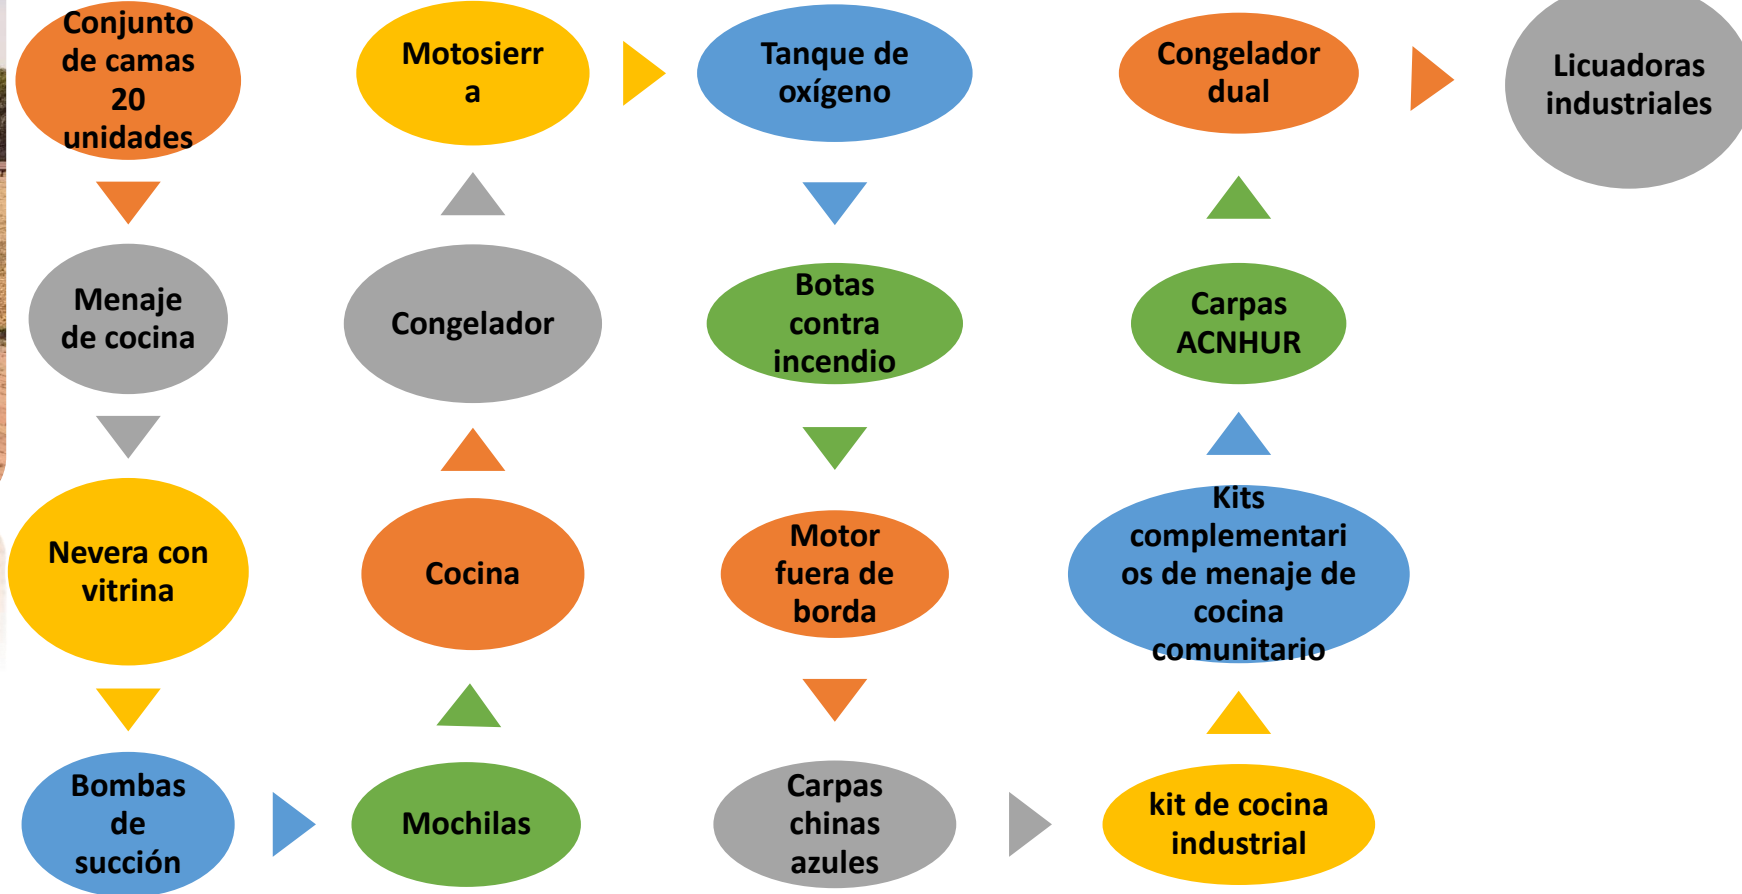 Conjunto
de camas
20
unidades
Menaje
de cocina
Nevera con
vitrina
Bombas
de
succión
Mochilas
Cocina
Congelador
Motosierr
a
Tanque de
oxígeno
Botas
contra
incendio
Motor
fuera de
borda
Carpas
chinas
azules
kit de cocina
industrial
Kits
complementari
os de menaje de
cocina
comunitario
Carpas
ACNHUR
Congelador
dual
Licuadoras
industriales